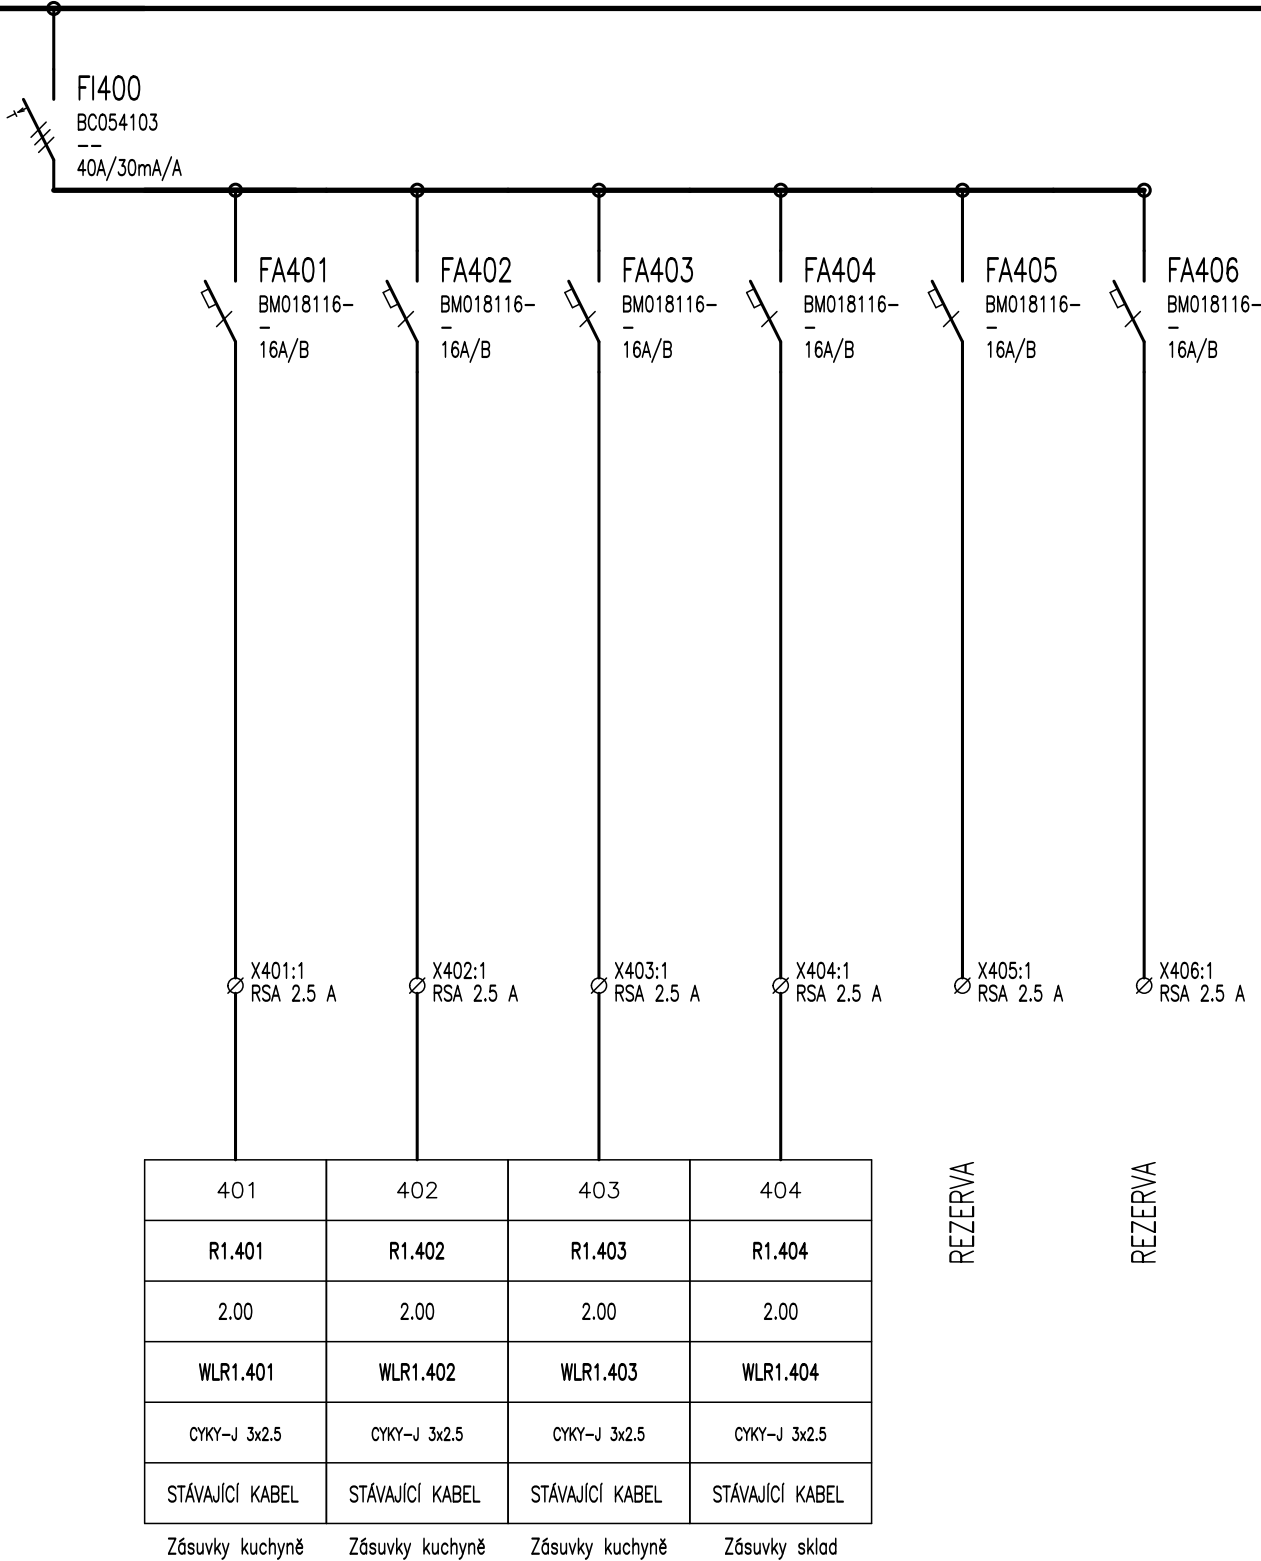 FI400
BC054103
--
40A/30mA/A
FA401
BM018116-
-
16A/B
FA402
BM018116-
-
16A/B
FA403
BM018116-
-
16A/B
FA404
BM018116-
-
16A/B
FA405
BM018116-
-
16A/B
FA406
BM018116-
-
16A/B
X401:1
RSA 2.5 A
X402:1
RSA 2.5 A
X403:1
RSA 2.5 A
X404:1
RSA 2.5 A
X405:1
RSA 2.5 A
X406:1
RSA 2.5 A
401 402 403 404
R1.401 R1.402 R1.403 R1.404
2.00 2.00 2.00 2.00
WLR1.401 WLR1.402 WLR1.403 WLR1.404
CYKY-J 3x2.5 CYKY-J 3x2.5 CYKY-J 3x2.5 CYKY-J 3x2.5
STÁVAJÍCÍ KABEL STÁVAJÍCÍ KABEL STÁVAJÍCÍ KABEL STÁVAJÍCÍ KABEL
Zásuvky kuchyně Zásuvky kuchyně Zásuvky kuchyně Zásuvky sklad
REZERVA
REZERVA